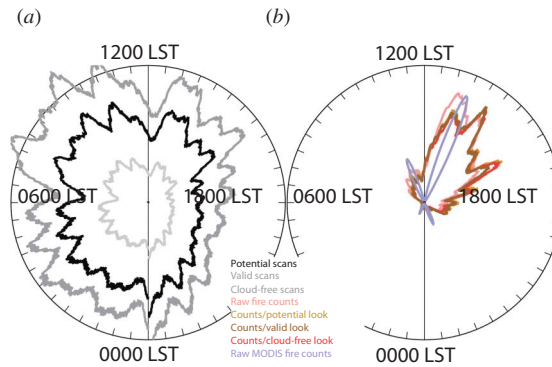 (a)
(b)
1200 LST
1200 LST
0600 LST
1800 LST
0600 LST
1800 LST
Potential scans
Valid scans
Cloud-free scans
Raw fire counts
Counts/potential look
Counts/valid look
Counts/cloud-free look
Raw MODIS fire counts
0000 LST
0000 LST